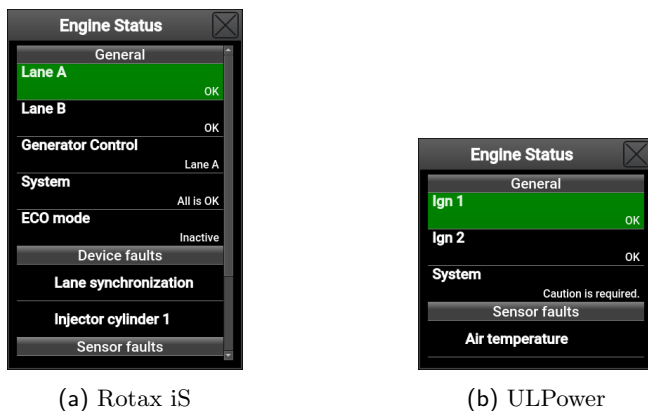 Engine Status
General
Lane A
OK
Lane B
OK
Generator Control
Lane A
System
All is OK
ECO mode
Inactive
Device faults
Lane synchronization
Injector cylinder 1
Sensor faults
(a) Rotax iS
Engine Status
General
Ign 1
OK
Ign 2
OK
System
Caution is required.
Sensor faults
Air temperature
(b) ULPower